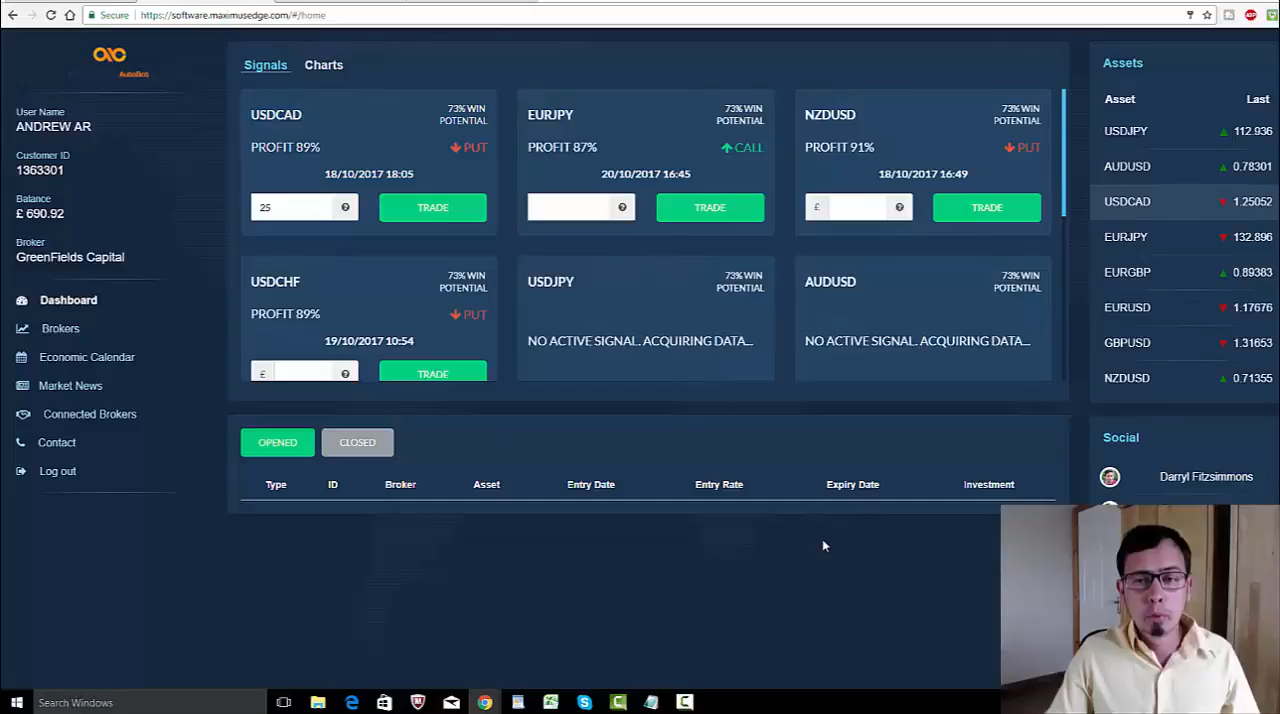 Secure
https://software.maximusedge.com/#/home
ABP
AutoBot
User Name
ANDREW AR
Customer ID
1363301
Balance
£ 690.92
Broker
GreenFields Capital
Dashboard
Brokers
Economic Calendar
Market News
Connected Brokers
Contact
Log out
Signals Charts
USDCAD
73% WIN
POTENTIAL
PROFIT 89% PUT
18/10/2017 18:05
25 TRADE
EURJPY
73% WIN
POTENTIAL
PROFIT 87% CALL
20/10/2017 16:45
TRADE
NZDUSD
73% WIN
POTENTIAL
PROFIT 91% PUT
18/10/2017 16:49
£ TRADE
USDCHF
73% WIN
POTENTIAL
PROFIT 89% PUT
19/10/2017 10:54
£ TRADE
USDJPY
73% WIN
POTENTIAL
NO ACTIVE SIGNAL. ACQUIRING DATA...
AUDUSD
73% WIN
POTENTIAL
NO ACTIVE SIGNAL. ACQUIRING DATA...
OPENED CLOSED
Type ID Broker Asset Entry Date Entry Rate Expiry Date Investment
Assets
Asset Last
USDJPY 112.936
AUDUSD 0.78301
USDCAD 1.25052
EURJPY 132.896
EURGBP 0.89383
EURUSD 1.17676
GBPUSD 1.31653
NZDUSD 0.71355
Social
Darryl Fitzsimmons
Search Windows